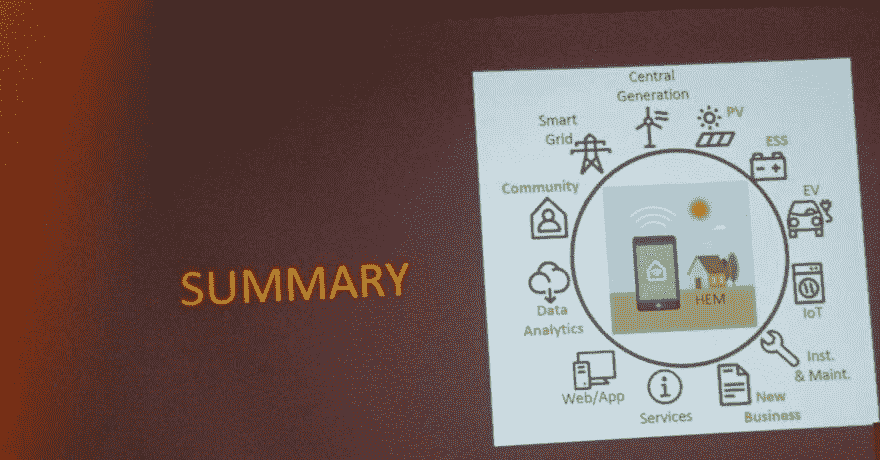 SUMMARY
Central
Generation
PV
ESS
EV
IoT
Inst.
& Maint.
New
Business
Services
Web/App
Data
Analytics
Community
Smart
Grid
HEM